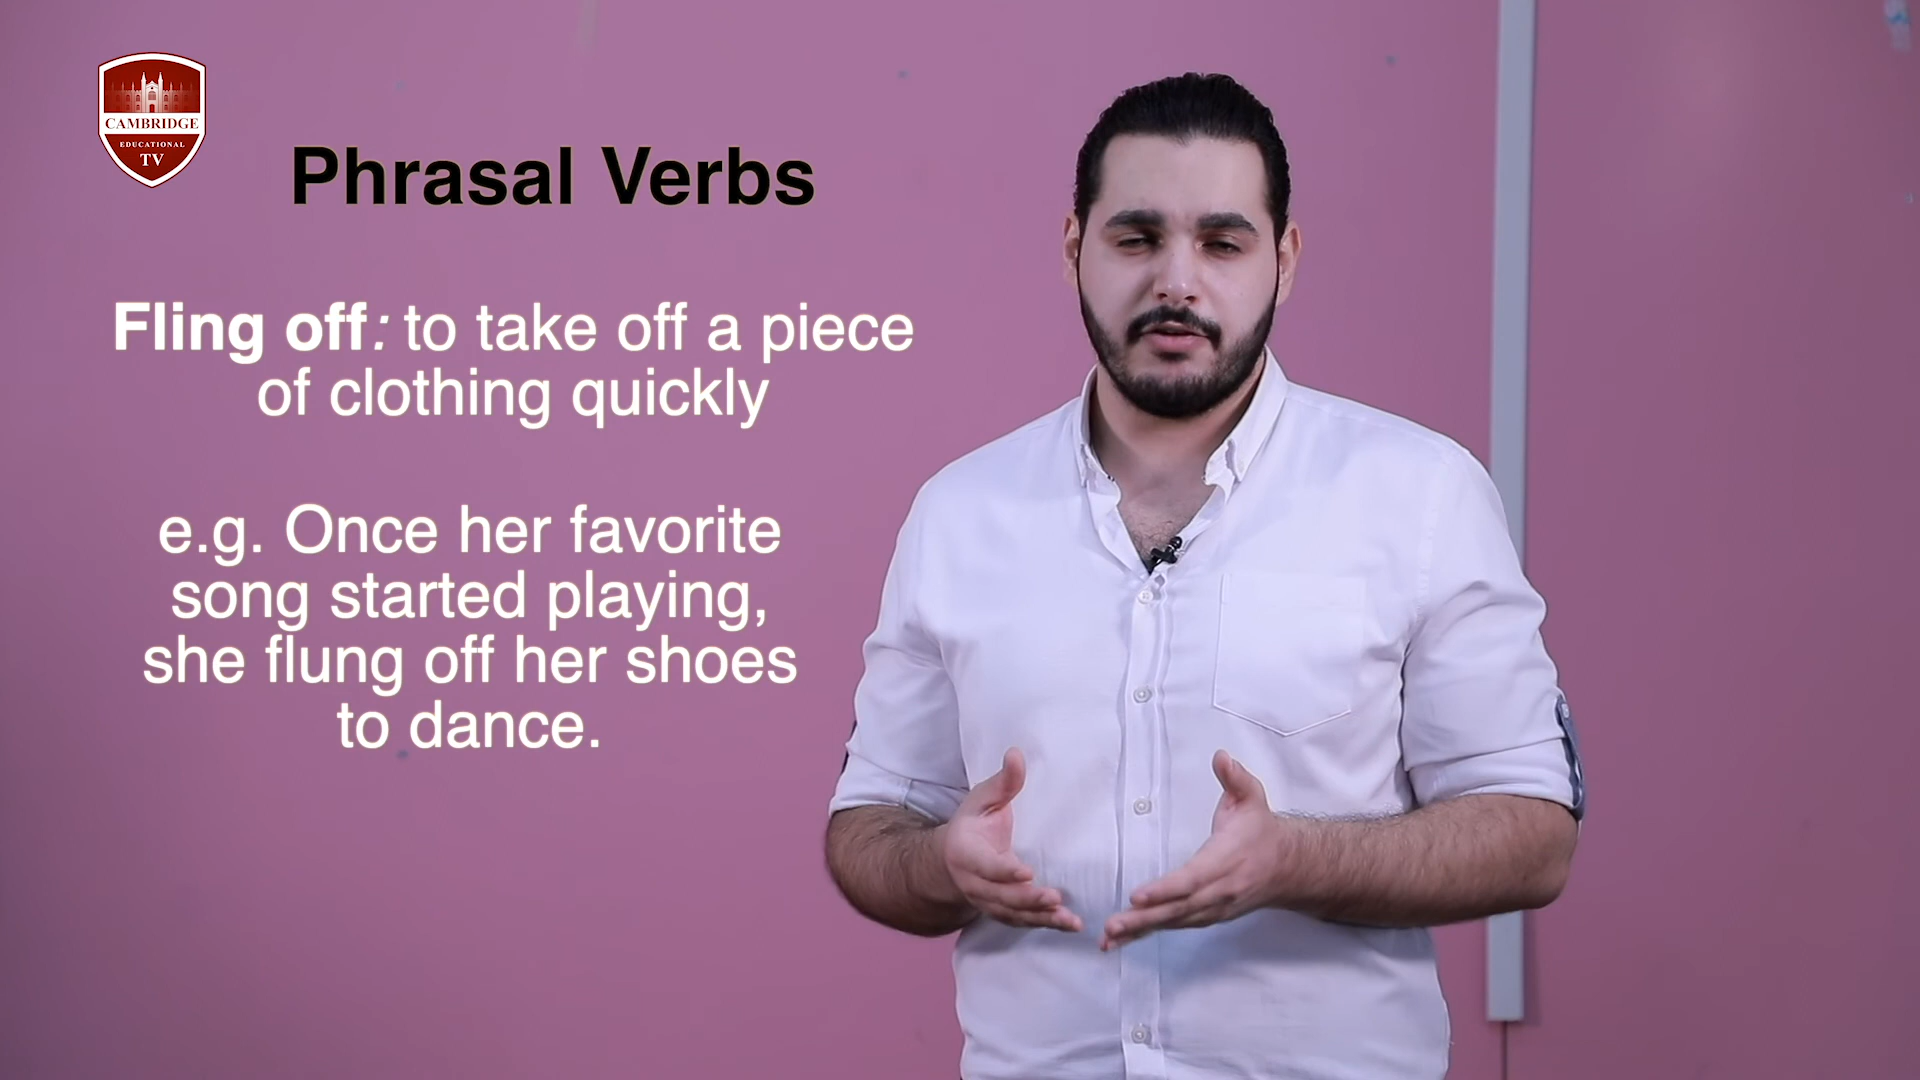 CAMBRIDGE
EDUCATIONAL
TV
Phrasal Verbs
Fling off: to take off a piece
of clothing quickly
e.g. Once her favorite
song started playing,
she flung off her shoes
to dance.